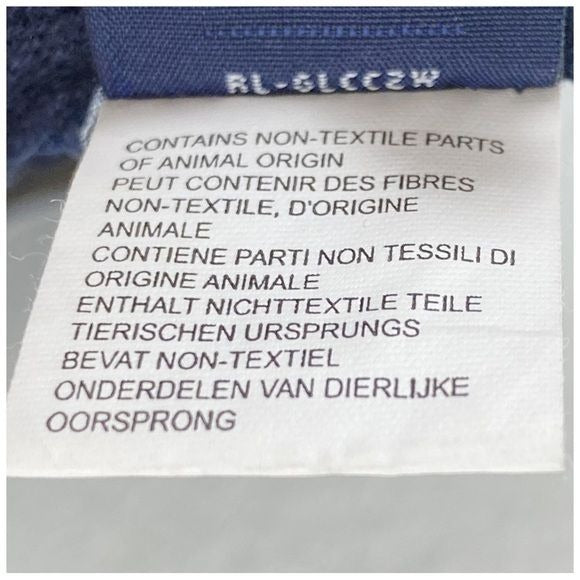 RL-GLCCZW
CONTAINS NON-TEXTILE PARTS
OF ANIMAL ORIGIN
PEUT CONTENIR DES FIBRES
NON-TEXTILE, D'ORIGINE
ANIMALE
CONTIENE PARTI NON TESSILI DI
ORIGINE ANIMALE
ENTHALT NICHTTEXTILE TEILE
TIERISCHEN URSPRUNGS
BEVAT NON-TEXTIEL
ONDERDELEN VAN DIERLIJKE
OORSPRONG